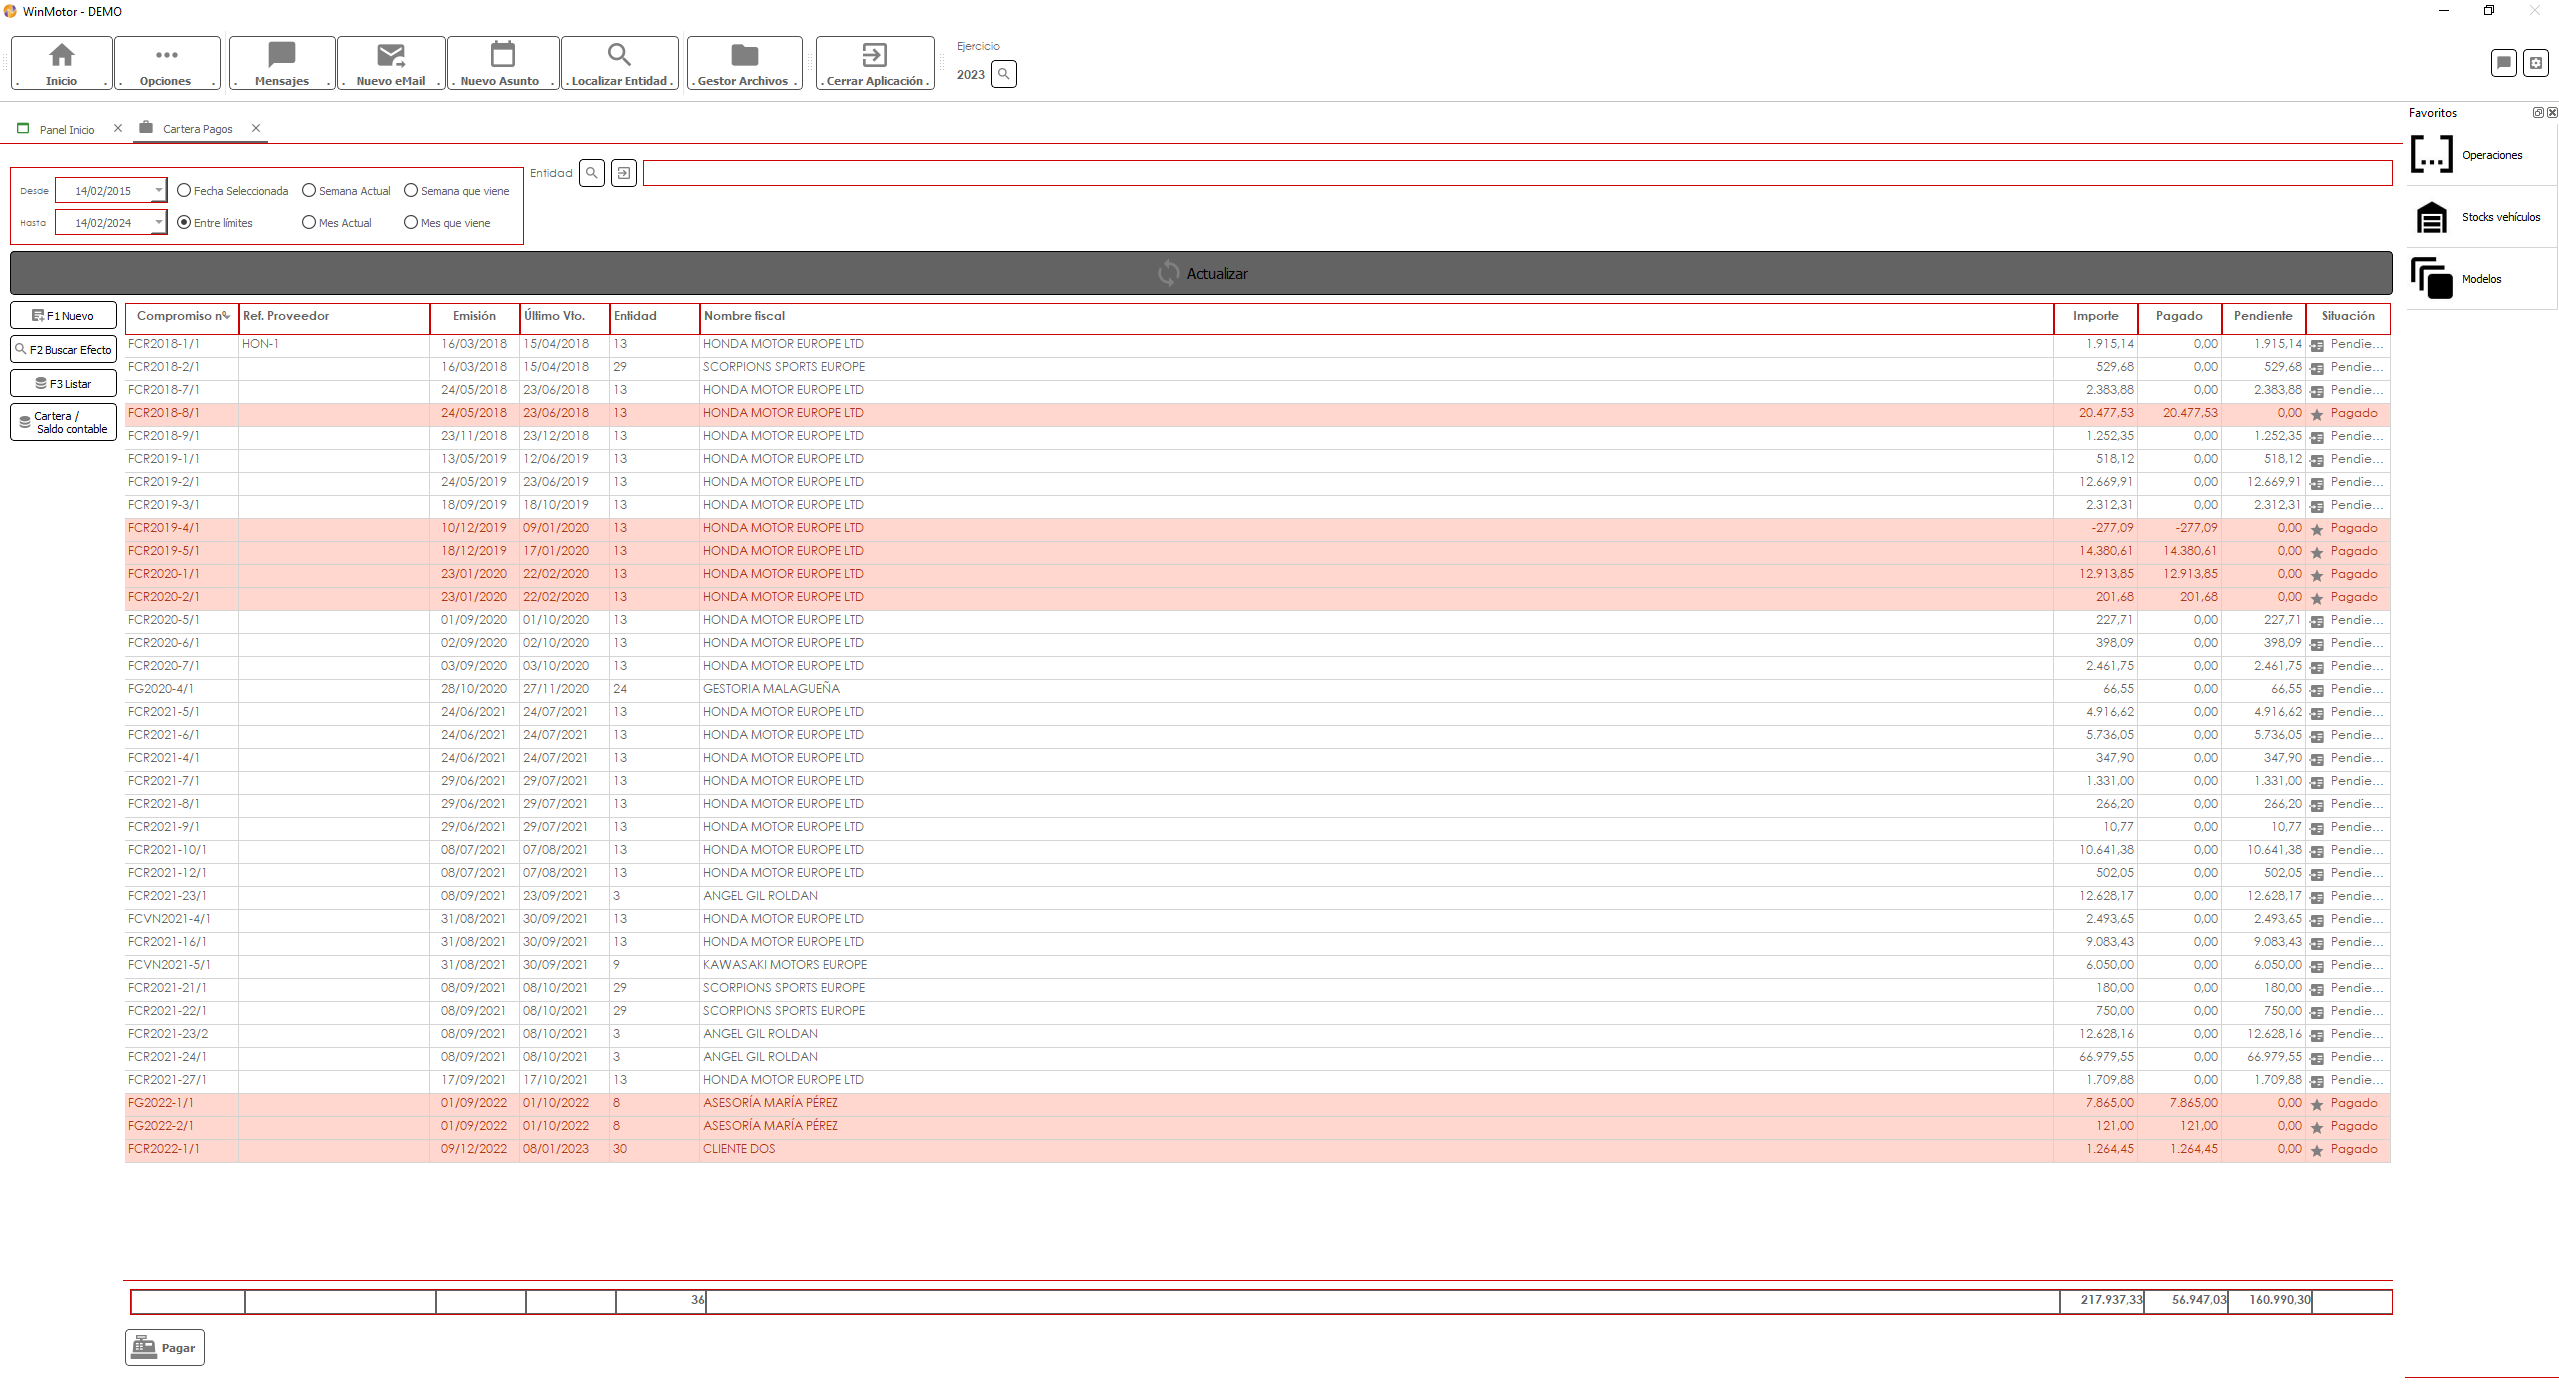 WinMotor - DEMO
Inicio Opciones Mensajes Nuevo eMail Nuevo Asunto Localizar Entidad Gestor Archivos Cerrar Aplicación
Ejercicio
2023
Panel Inicio Cartera Pagos
Favoritos
Operaciones
Stocks vehículos
Modelos
Desde 14/02/2015 Fecha Seleccionada Semana Actual Semana que viene
Hasta 14/02/2024 Entre límites Mes Actual Mes que viene
Entidad
Actualizar
F1 Nuevo
F2 Buscar Efecto
F3 Listar
Cartera /
Saldo contable
Compromiso nº Ref. Proveedor Emisión Último Vto. Entidad Nombre fiscal Importe Pagado Pendiente Situación
FCR2018-1/1 HON-1 16/03/2018 15/04/2018 13 HONDA MOTOR EUROPE LTD 1.915,14 0,00 1.915,14 Pendie...
FCR2018-2/1 16/03/2018 15/04/2018 29 SCORPIONS SPORTS EUROPE 529,68 0,00 529,68 Pendie...
FCR2018-7/1 24/05/2018 23/06/2018 13 HONDA MOTOR EUROPE LTD 2.383,88 0,00 2.383,88 Pendie...
FCR2018-8/1 24/05/2018 23/06/2018 13 HONDA MOTOR EUROPE LTD 20.477,53 20.477,53 0,00 Pagado
FCR2018-9/1 23/11/2018 23/12/2018 13 HONDA MOTOR EUROPE LTD 1.252,35 0,00 1.252,35 Pendie...
FCR2019-1/1 13/05/2019 12/06/2019 13 HONDA MOTOR EUROPE LTD 518,12 0,00 518,12 Pendie...
FCR2019-2/1 24/05/2019 23/06/2019 13 HONDA MOTOR EUROPE LTD 12.669,91 0,00 12.669,91 Pendie...
FCR2019-3/1 18/09/2019 18/10/2019 13 HONDA MOTOR EUROPE LTD 2.312,31 0,00 2.312,31 Pendie...
FCR2019-4/1 10/12/2019 09/01/2020 13 HONDA MOTOR EUROPE LTD -277,09 -277,09 0,00 Pagado
FCR2019-5/1 18/12/2019 17/01/2020 13 HONDA MOTOR EUROPE LTD 14.380,61 14.380,61 0,00 Pagado
FCR2020-1/1 23/01/2020 22/02/2020 13 HONDA MOTOR EUROPE LTD 12.913,85 12.913,85 0,00 Pagado
FCR2020-2/1 23/01/2020 22/02/2020 13 HONDA MOTOR EUROPE LTD 201,68 201,68 0,00 Pagado
FCR2020-5/1 01/09/2020 01/10/2020 13 HONDA MOTOR EUROPE LTD 227,71 0,00 227,71 Pendie...
FCR2020-6/1 02/09/2020 02/10/2020 13 HONDA MOTOR EUROPE LTD 398,09 0,00 398,09 Pendie...
FCR2020-7/1 03/09/2020 03/10/2020 13 HONDA MOTOR EUROPE LTD 2.461,75 0,00 2.461,75 Pendie...
FG2020-4/1 28/10/2020 27/11/2020 24 GESTORIA MALAGUEÑA 66,55 0,00 66,55 Pendie...
FCR2021-5/1 24/06/2021 24/07/2021 13 HONDA MOTOR EUROPE LTD 4.916,62 0,00 4.916,62 Pendie...
FCR2021-6/1 24/06/2021 24/07/2021 13 HONDA MOTOR EUROPE LTD 5.736,05 0,00 5.736,05 Pendie...
FCR2021-4/1 24/06/2021 24/07/2021 13 HONDA MOTOR EUROPE LTD 347,90 0,00 347,90 Pendie...
FCR2021-7/1 29/06/2021 29/07/2021 13 HONDA MOTOR EUROPE LTD 1.331,00 0,00 1.331,00 Pendie...
FCR2021-8/1 29/06/2021 29/07/2021 13 HONDA MOTOR EUROPE LTD 266,20 0,00 266,20 Pendie...
FCR2021-9/1 29/06/2021 29/07/2021 13 HONDA MOTOR EUROPE LTD 10,77 0,00 10,77 Pendie...
FCR2021-10/1 08/07/2021 07/08/2021 13 HONDA MOTOR EUROPE LTD 10.641,38 0,00 10.641,38 Pendie...
FCR2021-12/1 08/07/2021 07/08/2021 13 HONDA MOTOR EUROPE LTD 502,05 0,00 502,05 Pendie...
FCR2021-23/1 08/09/2021 23/09/2021 3 ANGEL GIL ROLDAN 12.628,17 0,00 12.628,17 Pendie...
FCVN2021-4/1 31/08/2021 30/09/2021 13 HONDA MOTOR EUROPE LTD 2.493,65 0,00 2.493,65 Pendie...
FCR2021-16/1 31/08/2021 30/09/2021 13 HONDA MOTOR EUROPE LTD 9.083,43 0,00 9.083,43 Pendie...
FCVN2021-5/1 31/08/2021 30/09/2021 9 KAWASAKI MOTORS EUROPE 6.050,00 0,00 6.050,00 Pendie...
FCR2021-21/1 08/09/2021 08/10/2021 29 SCORPIONS SPORTS EUROPE 180,00 0,00 180,00 Pendie...
FCR2021-22/1 08/09/2021 08/10/2021 29 SCORPIONS SPORTS EUROPE 750,00 0,00 750,00 Pendie...
FCR2021-23/2 08/09/2021 08/10/2021 3 ANGEL GIL ROLDAN 12.628,16 0,00 12.628,16 Pendie...
FCR2021-24/1 08/09/2021 08/10/2021 3 ANGEL GIL ROLDAN 66.979,55 0,00 66.979,55 Pendie...
FCR2021-27/1 17/09/2021 17/10/2021 13 HONDA MOTOR EUROPE LTD 1.709,88 0,00 1.709,88 Pendie...
FG2022-1/1 01/09/2022 01/10/2022 8 ASESORÍA MARÍA PÉREZ 7.865,00 7.865,00 0,00 Pagado
FG2022-2/1 01/09/2022 01/10/2022 8 ASESORÍA MARÍA PÉREZ 121,00 121,00 0,00 Pagado
FCR2022-1/1 09/12/2022 08/01/2023 30 CLIENTE DOS 1.264,45 1.264,45 0,00 Pagado
36 217.937,33 56.947,03 160.990,30
Pagar